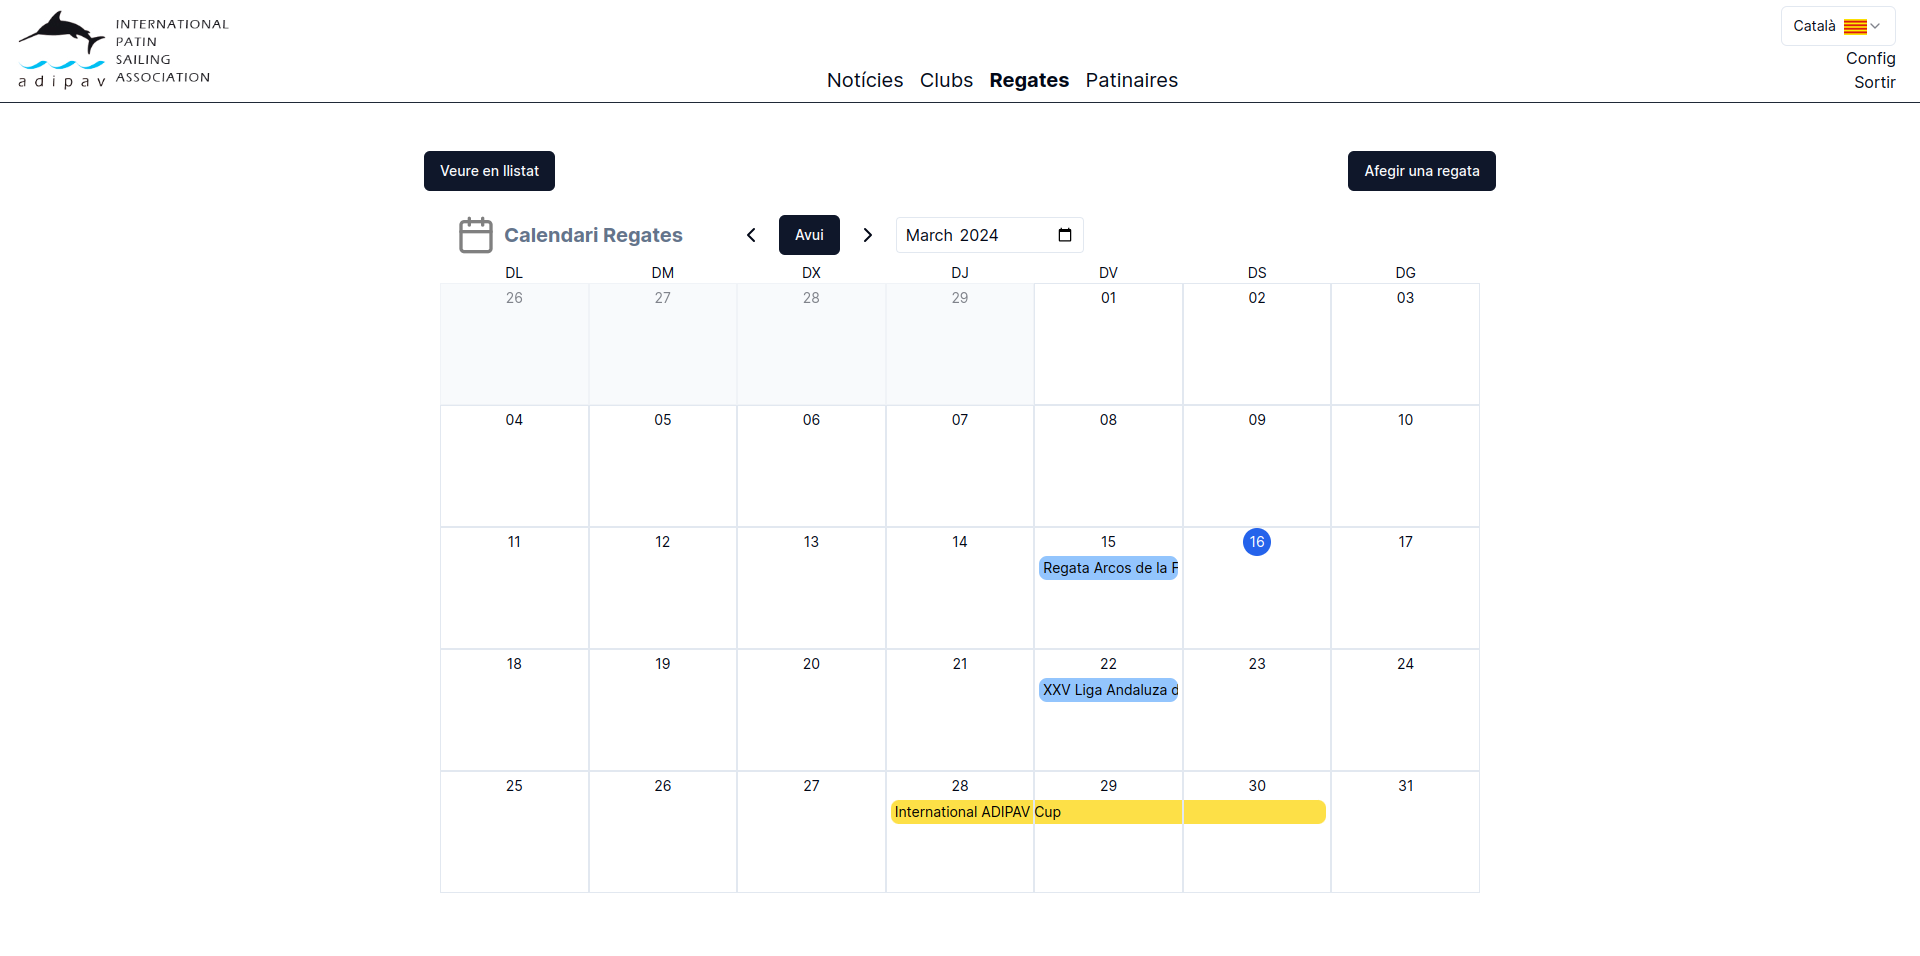 INTERNATIONAL
PATIN
SAILING
ASSOCIATION
adipav
Notícies Clubs Regates Patinaires
Català
Config
Sortir
Veure en llistat
Afegir una regata
Calendari Regates
Avui
March 2024
DL DM DX DJ DV DS DG
26 27 28 29 01 02 03
04 05 06 07 08 09 10
11 12 13 14 15 16 17
Regata Arcos de la F
18 19 20 21 22 23 24
XXV Liga Andaluza d
25 26 27 28 29 30 31
International ADIPAV Cup